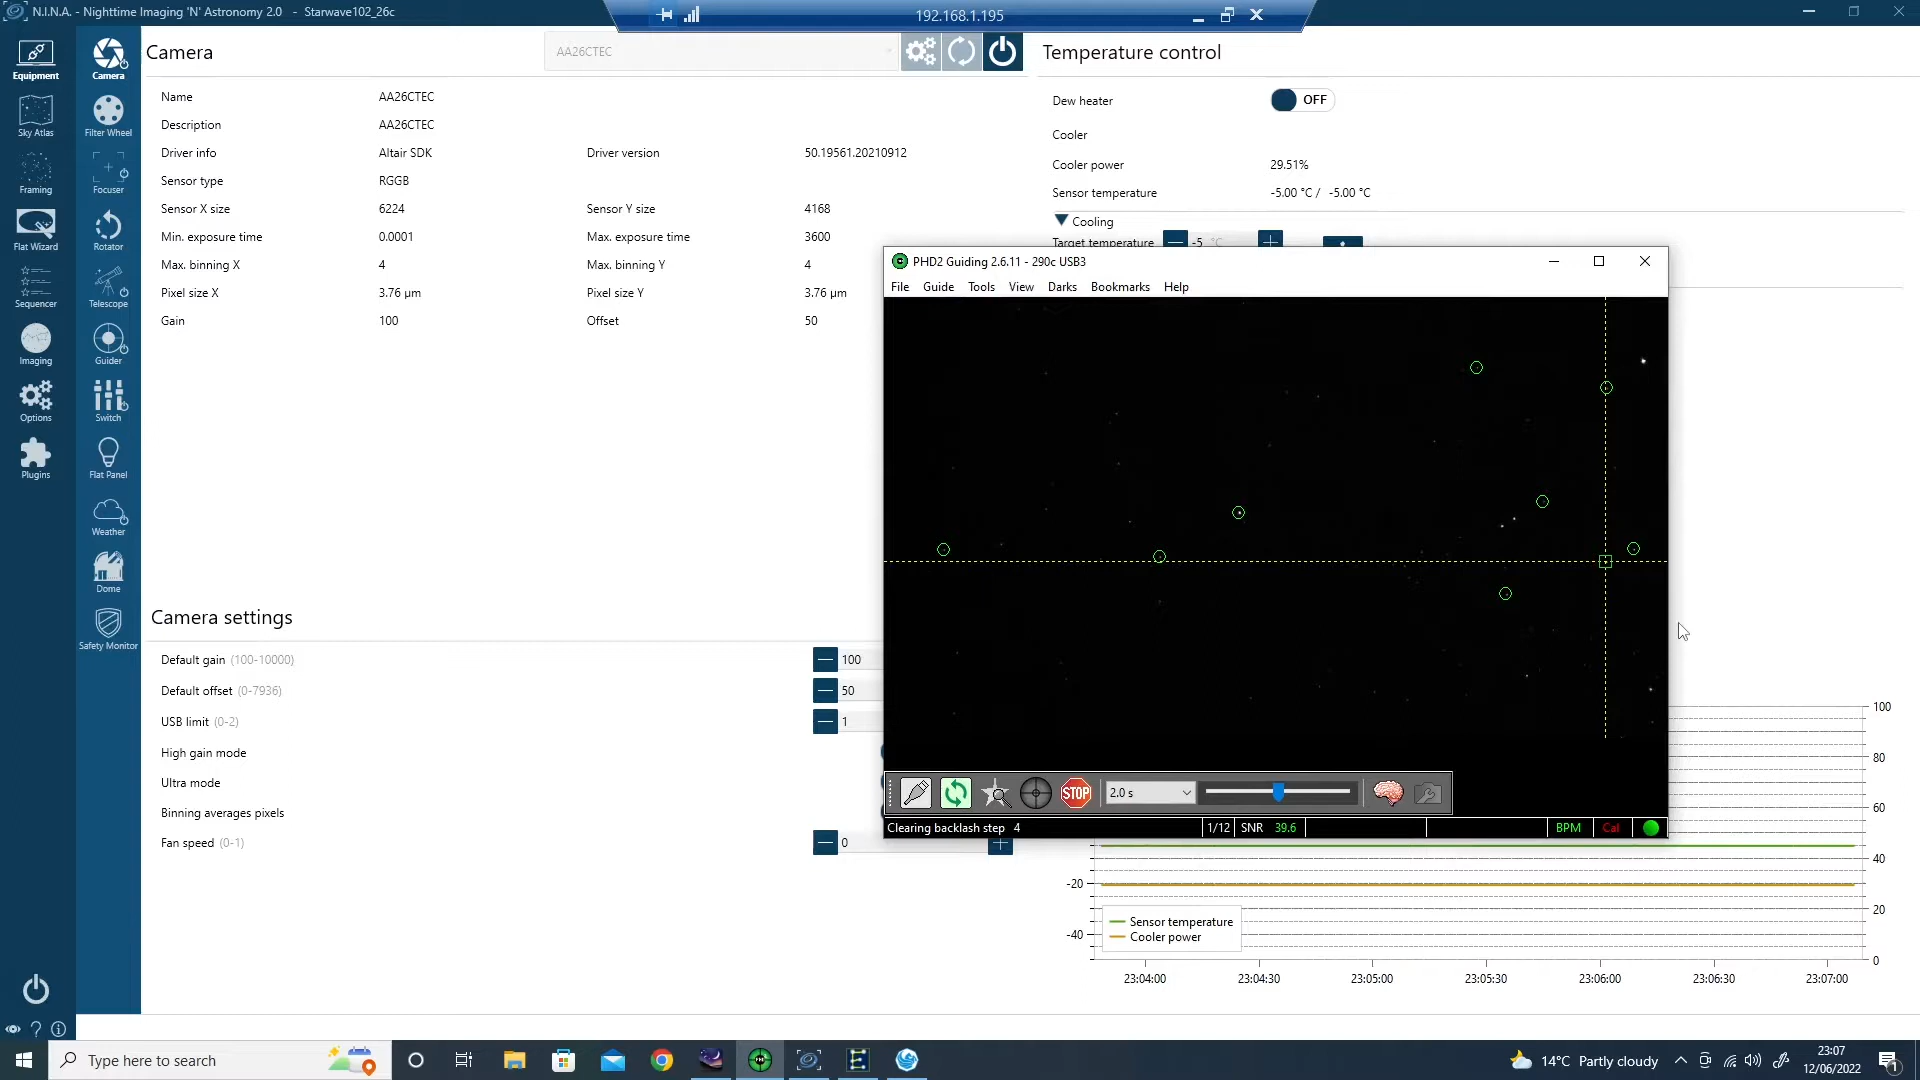 N.I.N.A. - Nighttime Imaging 'N' Astronomy 2.0 - Starwave102_26c
192.168.1.195
Equipment
Sky Atlas
Framing
Flat Wizard
Sequencer
Imaging
Options
Plugins
Camera
Filter Wheel
Focuser
Rotator
Telescope
Guider
Switch
Flat Panel
Weather
Dome
Safety Monitor
Camera
AA26CTEC
Name AA26CTEC
Description AA26CTEC
Driver info Altair SDK Driver version 50.19561.20210912
Sensor type RGGB
Sensor X size 6224 Sensor Y size 4168
Min. exposure time 0.0001 Max. exposure time 3600
Max. binning X 4 Max. binning Y 4
Pixel size X 3.76 µm Pixel size Y 3.76 µm
Gain 100 Offset 50
Camera settings
Default gain (100-10000) 100
Default offset (0-7936) 50
USB limit (0-2) 1
High gain mode
Ultra mode
Binning averages pixels
Fan speed (0-1) 0
Temperature control
Dew heater OFF
Cooler
Cooler power 29.51%
Sensor temperature -5.00 °C / -5.00 °C
Cooling
Target temperature -5 °C
PHD2 Guiding 2.6.11 - 290c USB3
File Guide Tools View Darks Bookmarks Help
STOP 2.0 s
Clearing backlash step 4 1/12 SNR 39.6 BPM Cal
100
80
60
40
20
0
-20
-40
Sensor temperature
Cooler power
23:04:00 23:04:30 23:05:00 23:05:30 23:06:00 23:06:30 23:07:00
Type here to search
14°C Partly cloudy
23:07
12/06/2022
1